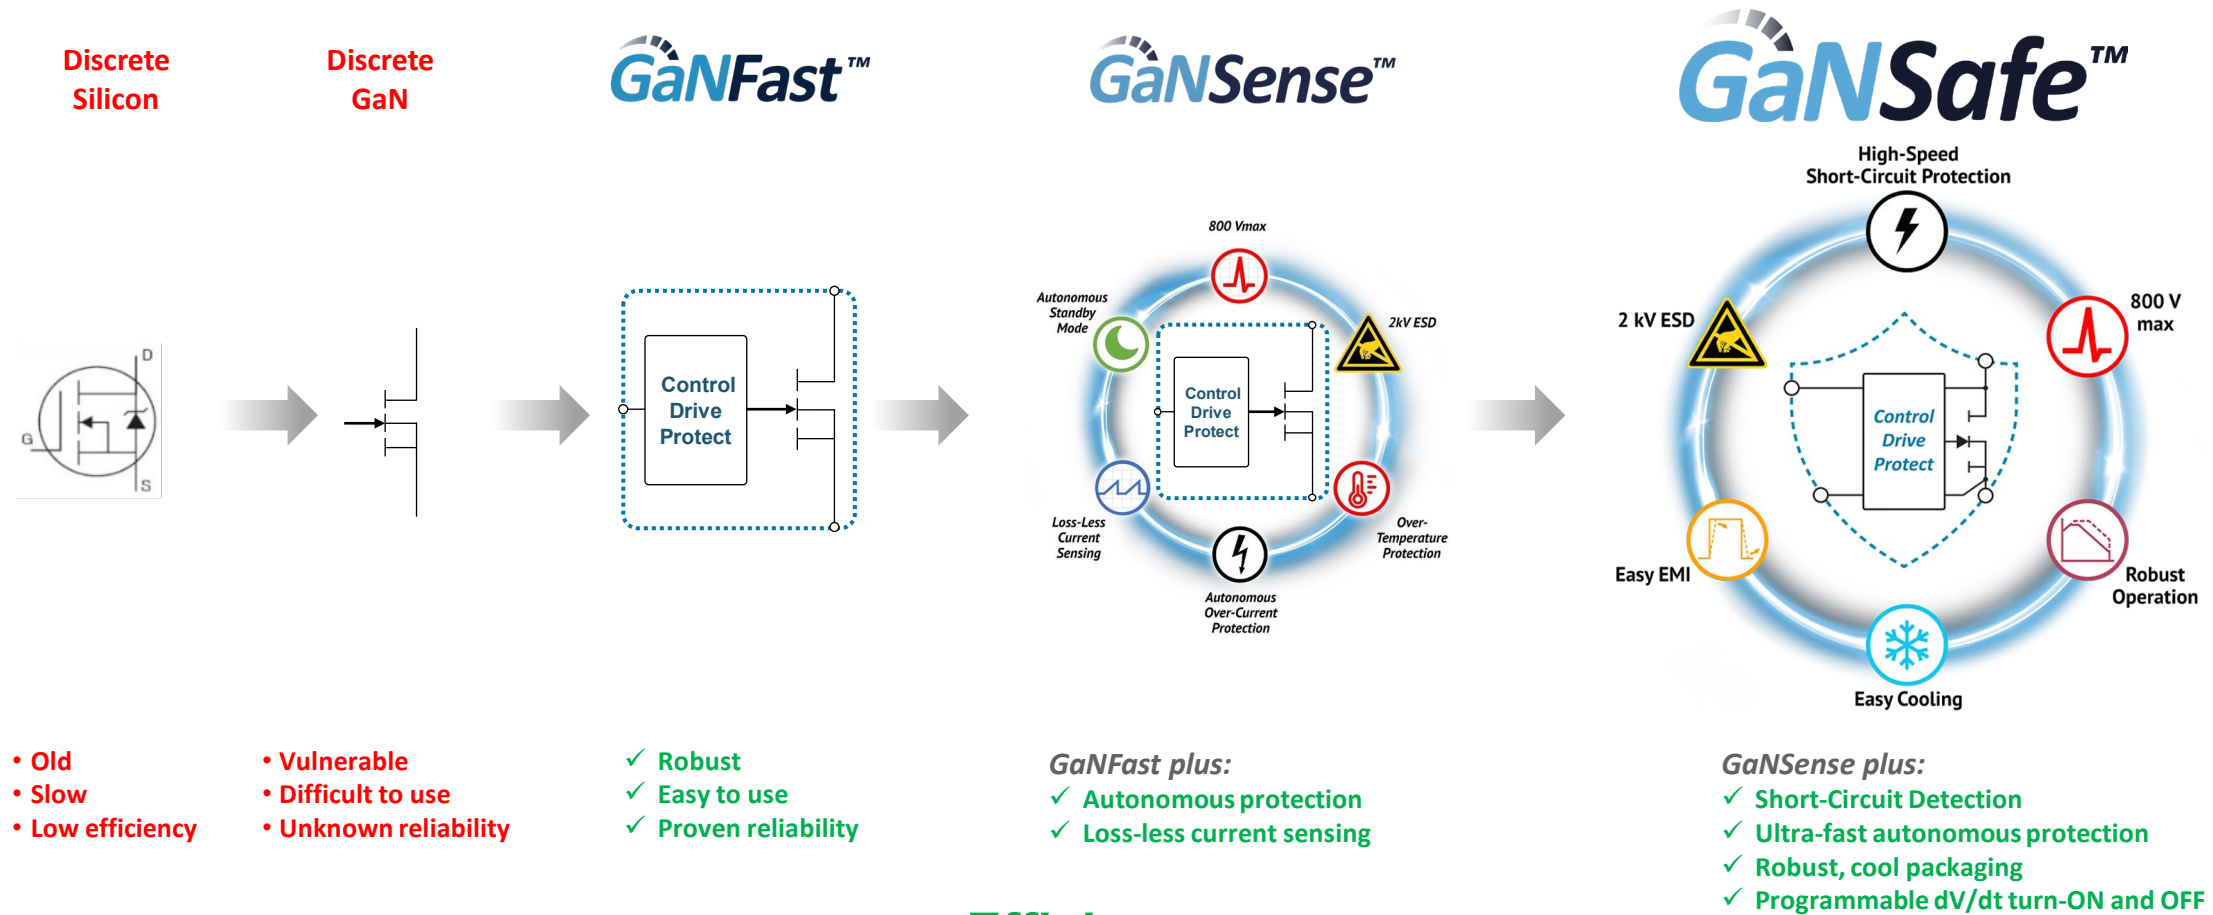 Discrete
Silicon
Discrete
GaN
GaNFast™
GaNSense™
GaNSafe™
High-Speed
Short-Circuit Protection
800 V
max
2 kV ESD
Control
Drive
Protect
Easy EMI
Robust
Operation
Easy Cooling
800 Vmax
Autonomous
Standby
Mode
2kV ESD
Control
Drive
Protect
Loss-Less
Current
Sensing
Over-
Temperature
Protection
Autonomous
Over-Current
Protection
Control
Drive
Protect
D
G
S
• Old
• Slow
• Low efficiency
• Vulnerable
• Difficult to use
• Unknown reliability
✓ Robust
✓ Easy to use
✓ Proven reliability
GaNFast plus:
✓ Autonomous protection
✓ Loss-less current sensing
GaNSense plus:
✓ Short-Circuit Detection
✓ Ultra-fast autonomous protection
✓ Robust, cool packaging
✓ Programmable dV/dt turn-ON and OFF